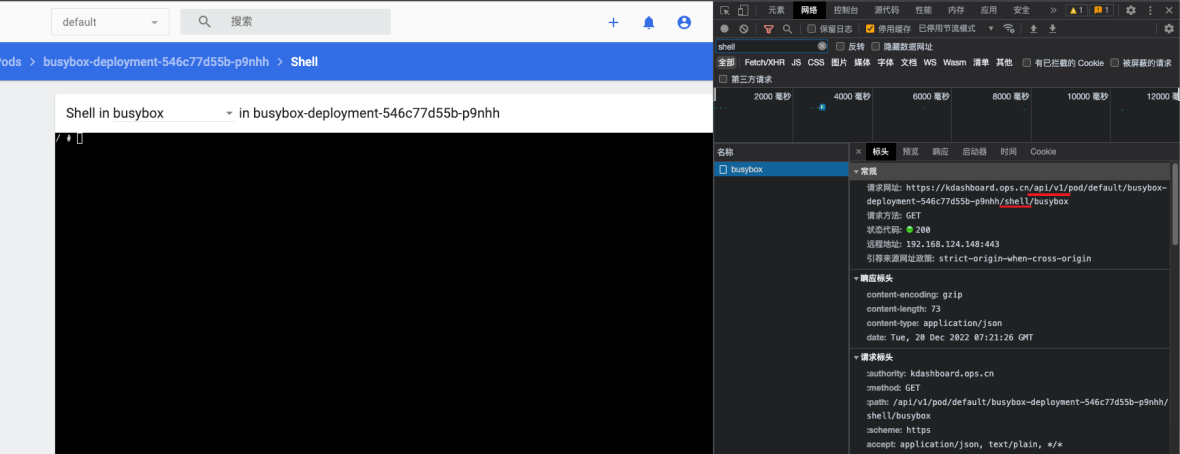 default
搜索
Pods > busybox-deployment-546c77d55b-p9nhh > Shell
Shell in busybox
in busybox-deployment-546c77d55b-p9nhh
/ #
元素 网络 控制台 源代码 性能 内存 应用 安全 » 1 1
保留日志 停用缓存 已停用节流模式
shell 反转 隐藏数据网址
全部 Fetch/XHR JS CSS 图片 媒体 字体 文档 WS Wasm 清单 其他 有已拦截的 Cookie 被屏蔽的请求
第三方请求
2000 毫秒 4000 毫秒 6000 毫秒 8000 毫秒 10000 毫秒 12000 毫
名称
busybox
× 标头 预览 响应 启动器 时间 Cookie
常规
请求网址: https://kdashboard.ops.cn/api/v1/pod/default/busybox-
deployment-546c77d55b-p9nhh/shell/busybox
请求方法: GET
状态代码: 200
远程地址: 192.168.124.148:443
引荐来源网址政策: strict-origin-when-cross-origin
响应标头
content-encoding: gzip
content-length: 73
content-type: application/json
date: Tue, 20 Dec 2022 07:21:26 GMT
请求标头
:authority: kdashboard.ops.cn
:method: GET
:path: /api/v1/pod/default/busybox-deployment-546c77d55b-p9nhh/
shell/busybox
:scheme: https
accept: application/json, text/plain, */*